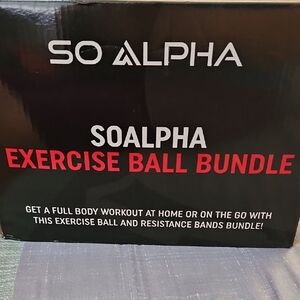 SO ALPHA
SOALPHA
EXERCISE BALL BUNDLE
GET A FULL BODY WORKOUT AT HOME OR ON THE GO WITH
THIS EXERCISE BALL AND RESISTANCE BANDS BUNDLE!